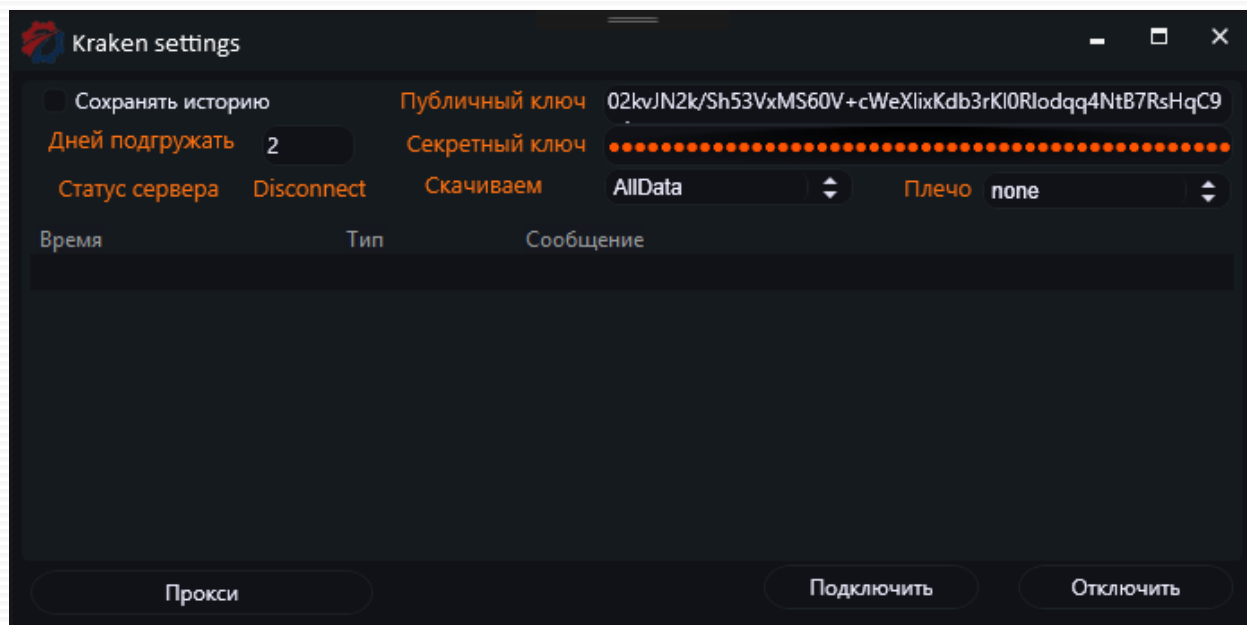 Kraken settings
Сохранять историю
Публичный ключ 02kvJN2k/Sh53VxMS60V+cWeXlixKdb3rKl0Rlodqq4NtB7RsHqC9
Дней подгружать 2
Секретный ключ
Статус сервера Disconnect
Скачиваем AllData
Плечо none
Время Тип Сообщение
Прокси Подключить Отключить